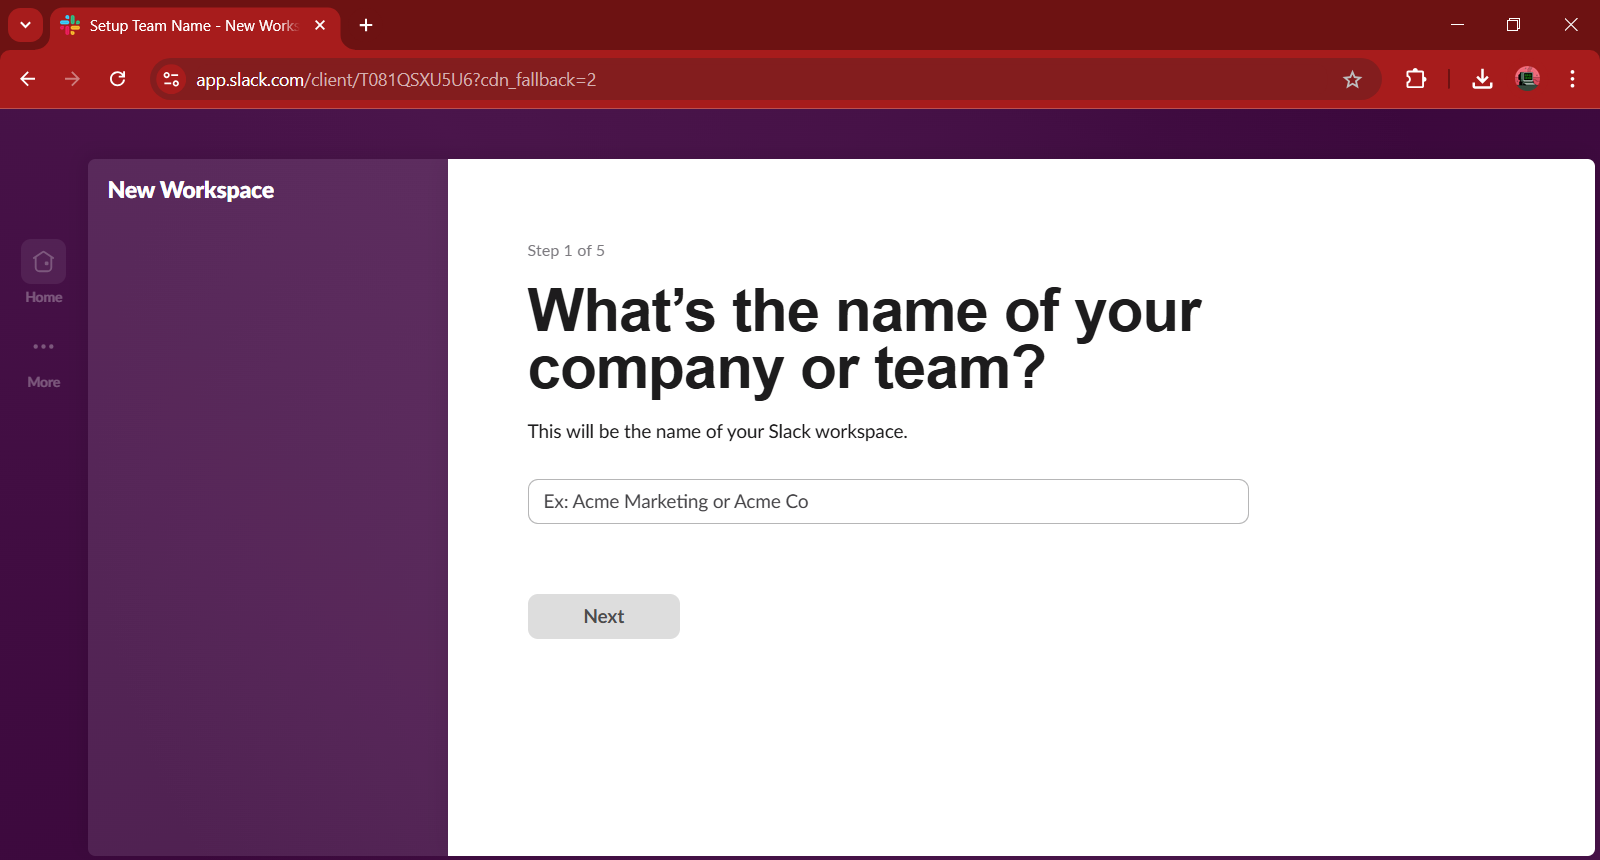 Setup Team Name - New Works
app.slack.com/client/T081QSXU5U6?cdn_fallback=2
New Workspace
Home
More
Step 1 of 5
What’s the name of your
company or team?
This will be the name of your Slack workspace.
Ex: Acme Marketing or Acme Co
Next